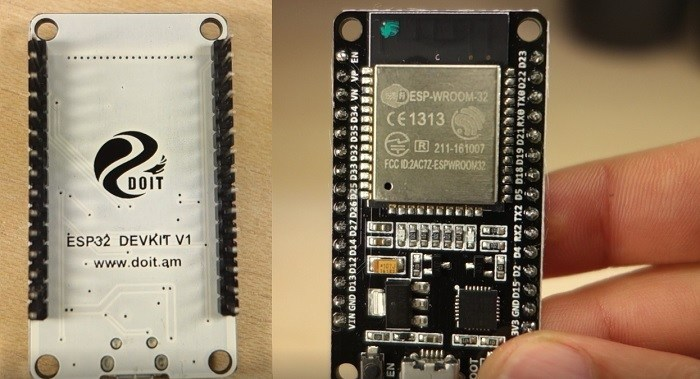 DOIT
ESP32 DEVKIT V1
www.doit.am
ESP-WROOM-32
CE1313
R 211-161007
FCC ID:2AC7Z-ESPWROOM32
EN
VP
VN
D34
D35
D32
D33
D25
D26
D27
D14
D12
D13
GND
VIN
D23
D22
TX0
RX0
D21
D19
D18
D5
TX2
RX2
D4
D2
D15
GND
3V3
EN